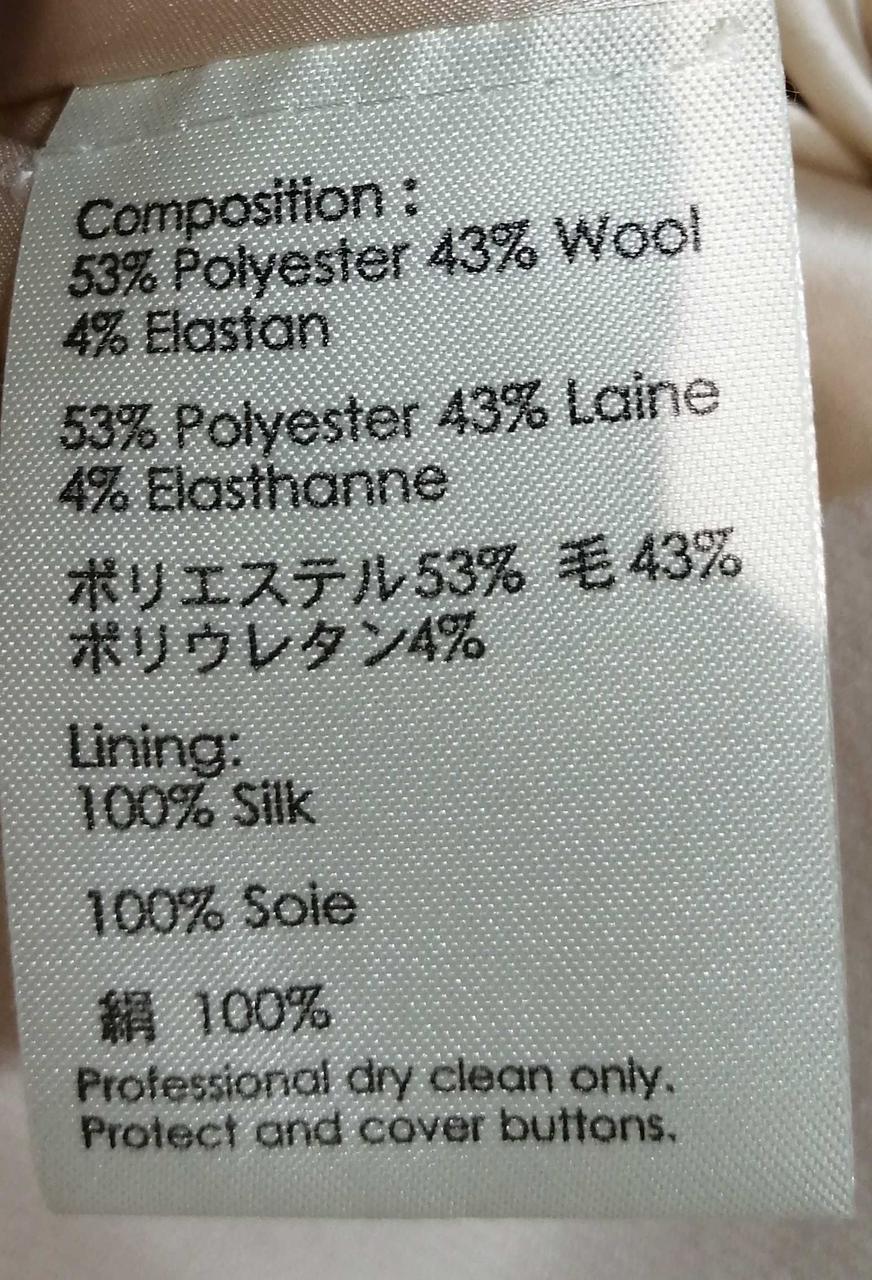 Composition :
53% Polyester 43% Wool
4% Elastan
53% Polyester 43% Laine
4% Elasthanne
ポリエステル53% 毛 43%
ポリウレタン4%
Lining:
100% Silk
100% Soie
絹 100%
Professional dry clean only.
Protect and cover buttons.